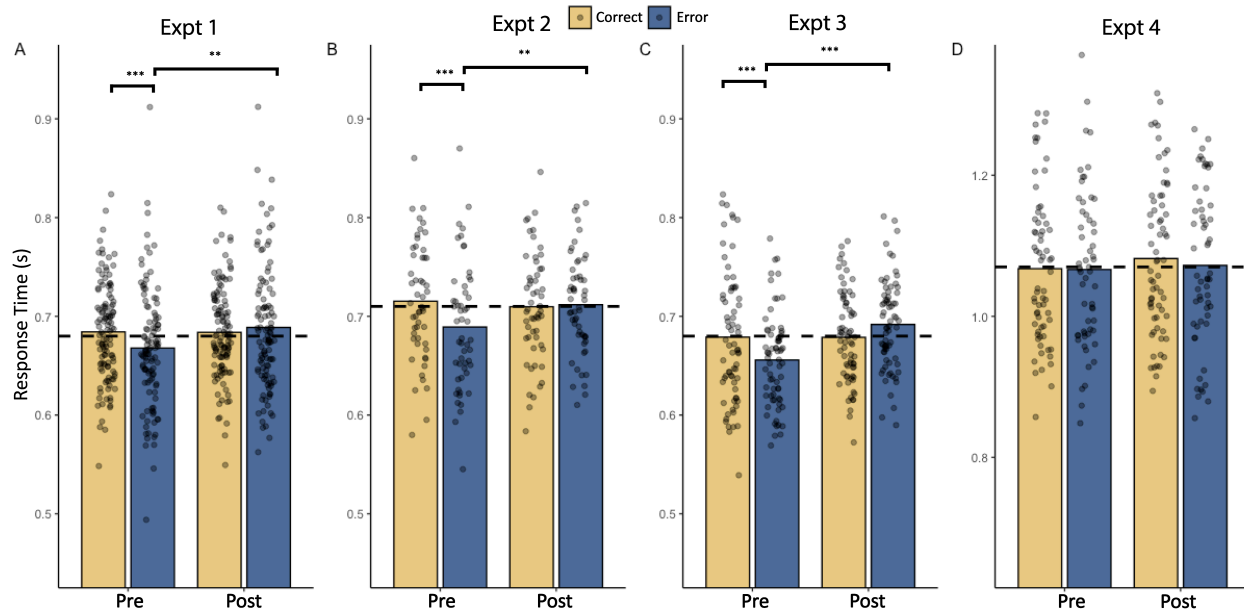 Correct Error
Expt 1 Expt 2 Expt 3 Expt 4
A B C D
*** ** *** ** *** ***
Response Time (s)
0.9 0.9 0.9 1.2
0.8 0.8 0.8
0.7 0.7 0.7 1.0
0.6 0.6 0.6 0.8
0.5 0.5 0.5
Pre Post Pre Post Pre Post Pre Post